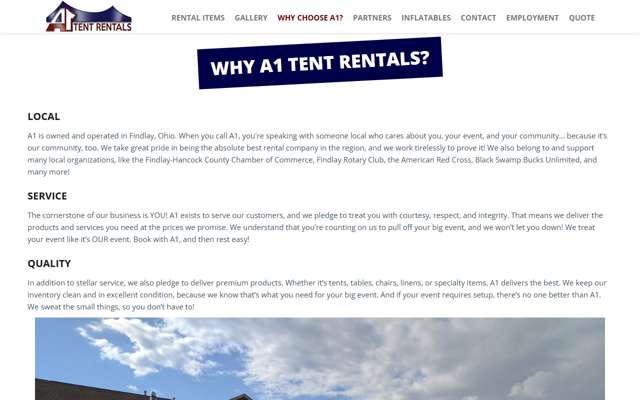 A1 TENT RENTALS
RENTAL ITEMS GALLERY WHY CHOOSE A1? PARTNERS INFLATABLES CONTACT EMPLOYMENT QUOTE
WHY A1 TENT RENTALS?
LOCAL
A1 is owned and operated in Findlay, Ohio. When you call A1, you're speaking with someone local who cares about you, your event, and your community... because it's
our community, too. We take great pride in being the absolute best rental company in the region, and we work tirelessly to prove it! We also belong to and support
many local organizations, like the Findlay-Hancock County Chamber of Commerce, Findlay Rotary Club, the American Red Cross, Black Swamp Bucks Unlimited, and
many more!
SERVICE
The cornerstone of our business is YOU! A1 exists to serve our customers, and we pledge to treat you with courtesy, respect, and integrity. That means we deliver the
products and services you need at the prices we promise. We understand that you're counting on us to pull off your big event, and we won't let you down! We treat
your event like it's OUR event. Book with A1, and then rest easy!
QUALITY
In addition to stellar service, we also pledge to deliver premium products. Whether it's tents, tables, chairs, linens, or specialty items, A1 delivers the best. We keep our
inventory clean and in excellent condition, because we know that's what you need for your big event. And if your event requires setup, there's no one better than A1.
We sweat the small things, so you don't have to!